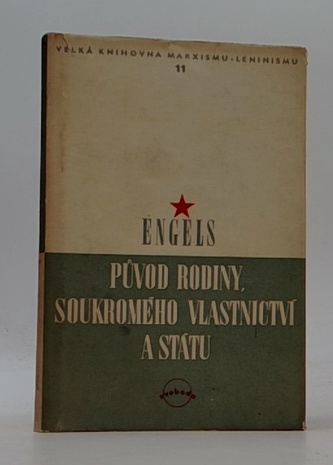 VELKÁ KNIHOVNA MARXISMU-LENINISMU
11
ENGELS
PŮVOD RODINY,
SOUKROMÉHO VLASTNICTVÍ
A STÁTU
svoboda